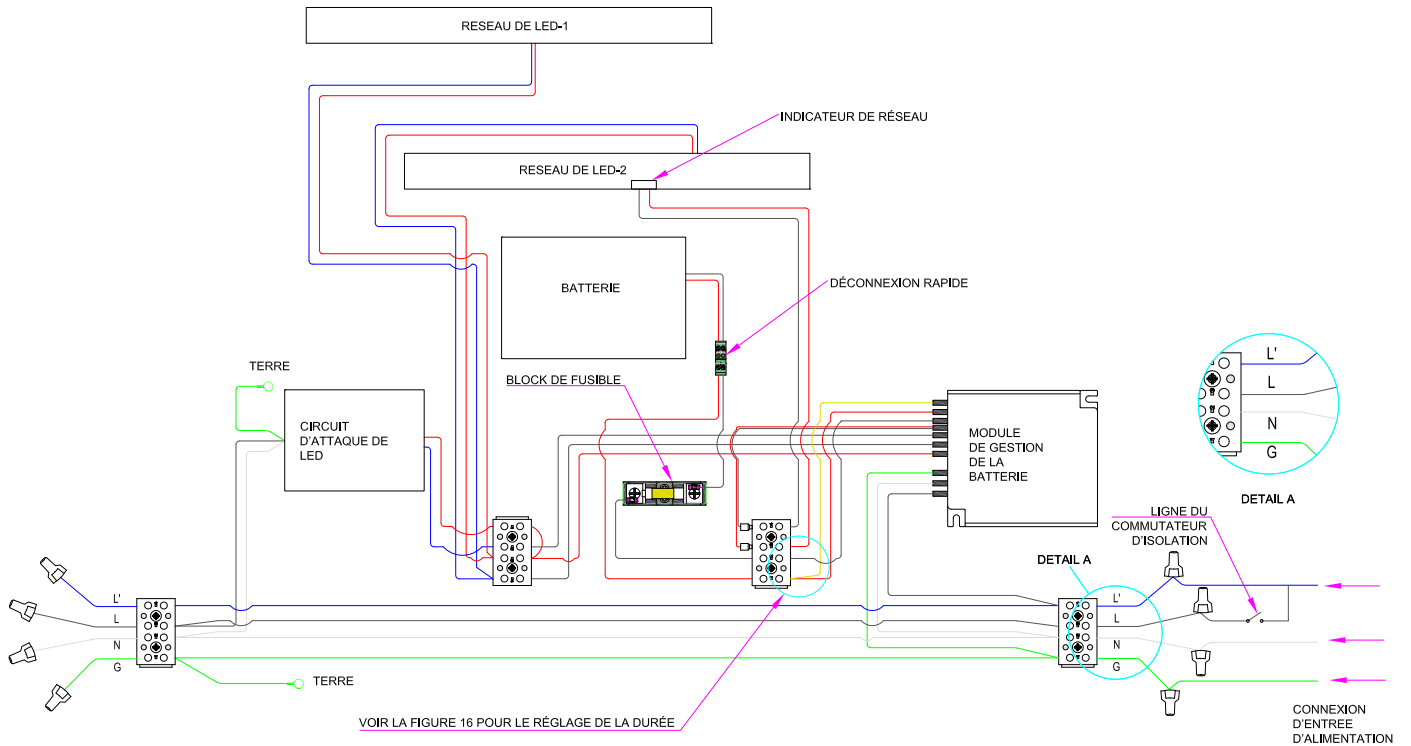 RESEAU DE LED-1
INDICATEUR DE RÉSEAU
RESEAU DE LED-2
BATTERIE
DÉCONNEXION RAPIDE
TERRE
BLOCK DE FUSIBLE
CIRCUIT
D'ATTAQUE DE
LED
MODULE
DE GESTION
DE LA
BATTERIE
L'
L
N
G
DETAIL A
LIGNE DU
COMMUTATEUR
D'ISOLATION
DETAIL A
L'
L
N
G
L'
L
N
G
TERRE
VOIR LA FIGURE 16 POUR LE RÉGLAGE DE LA DURÉE
CONNEXION
D'ENTREE
D'ALIMENTATION